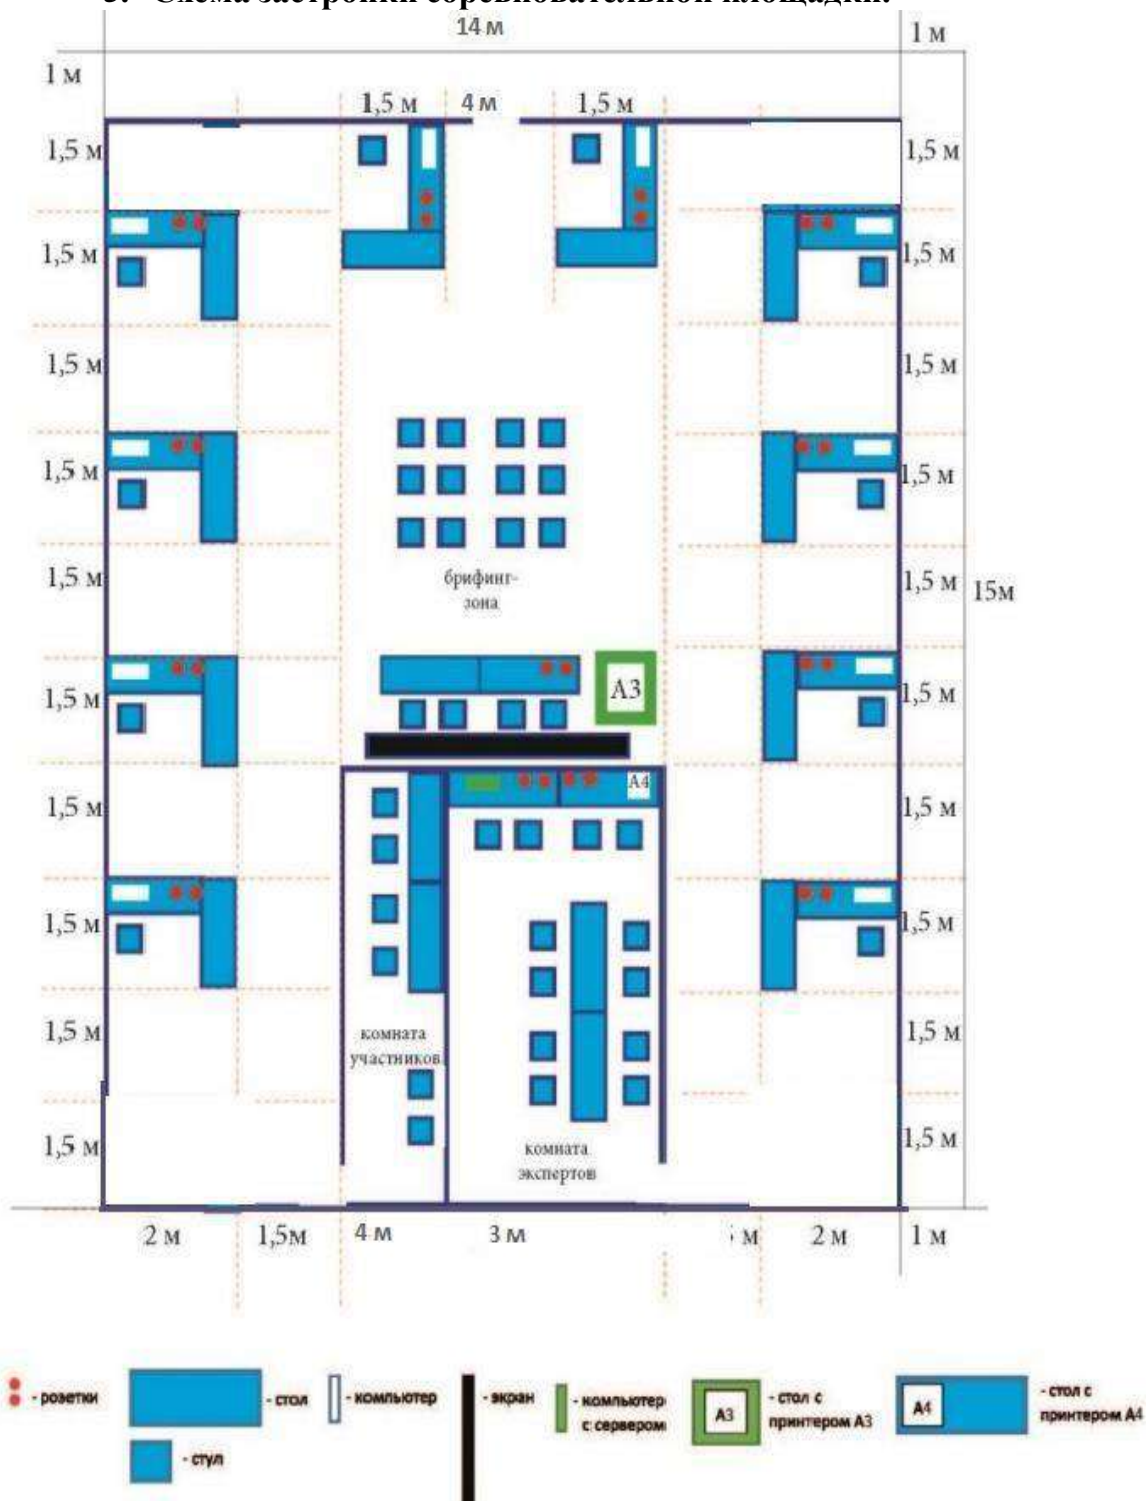 14 м
1 м
1 м
1,5 м
4 м
1,5 м
1,5 м
1,5 м
1,5 м
1,5 м
1,5 м
1,5 м
1,5 м
1,5 м
брифинг-
зона
1,5 м
1,5 м
15м
1,5 м
А3
1,5 м
А4
1,5 м
1,5 м
1,5 м
1,5 м
1,5 м
1,5 м
комната
участников
1,5 м
1,5 м
1,5 м
комната
экспертов
2 м
1,5м
4 м
3 м
м
2 м
1 м
- розетки
- стол
- компьютер
- экран
- компьютер
с сервером
А3
- стол с
принтером А3
А4
- стол с
принтером А4
- стул